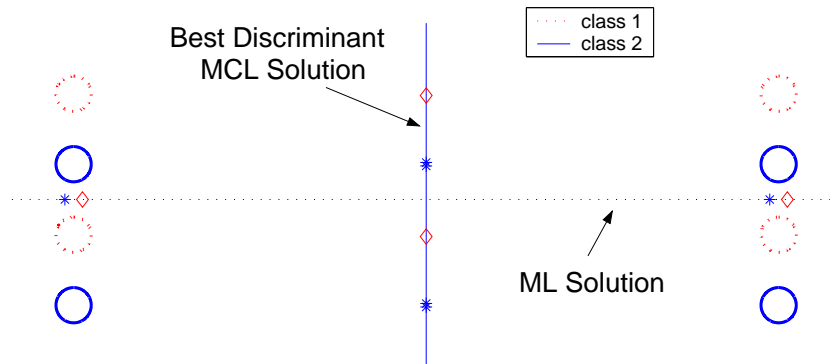 class 1
class 2
Best Discriminant
MCL Solution
ML Solution